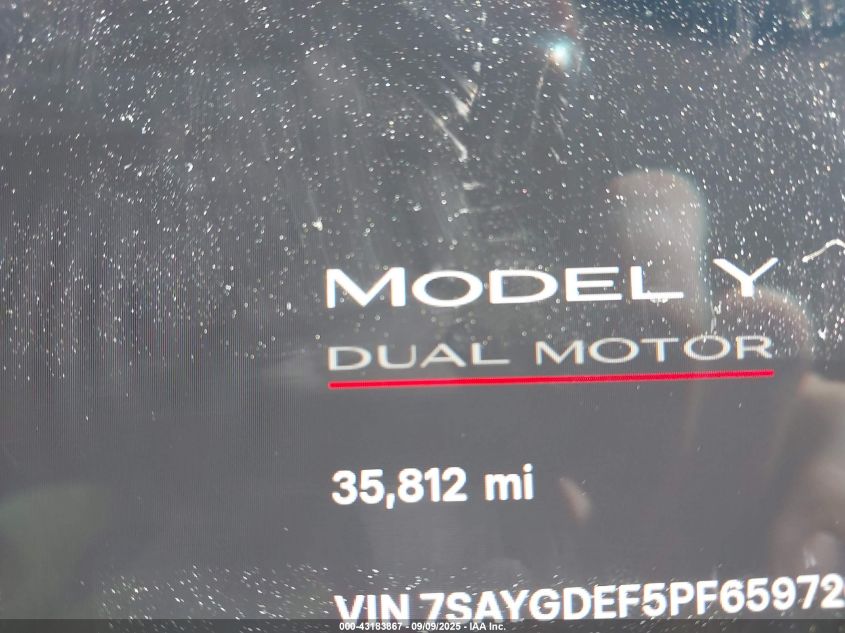 MODEL Y
DUAL MOTOR
35,812 mi
VIN 7SAYGDEF5PF65972
000-43183867 - 09/09/2025 - IAA Inc.